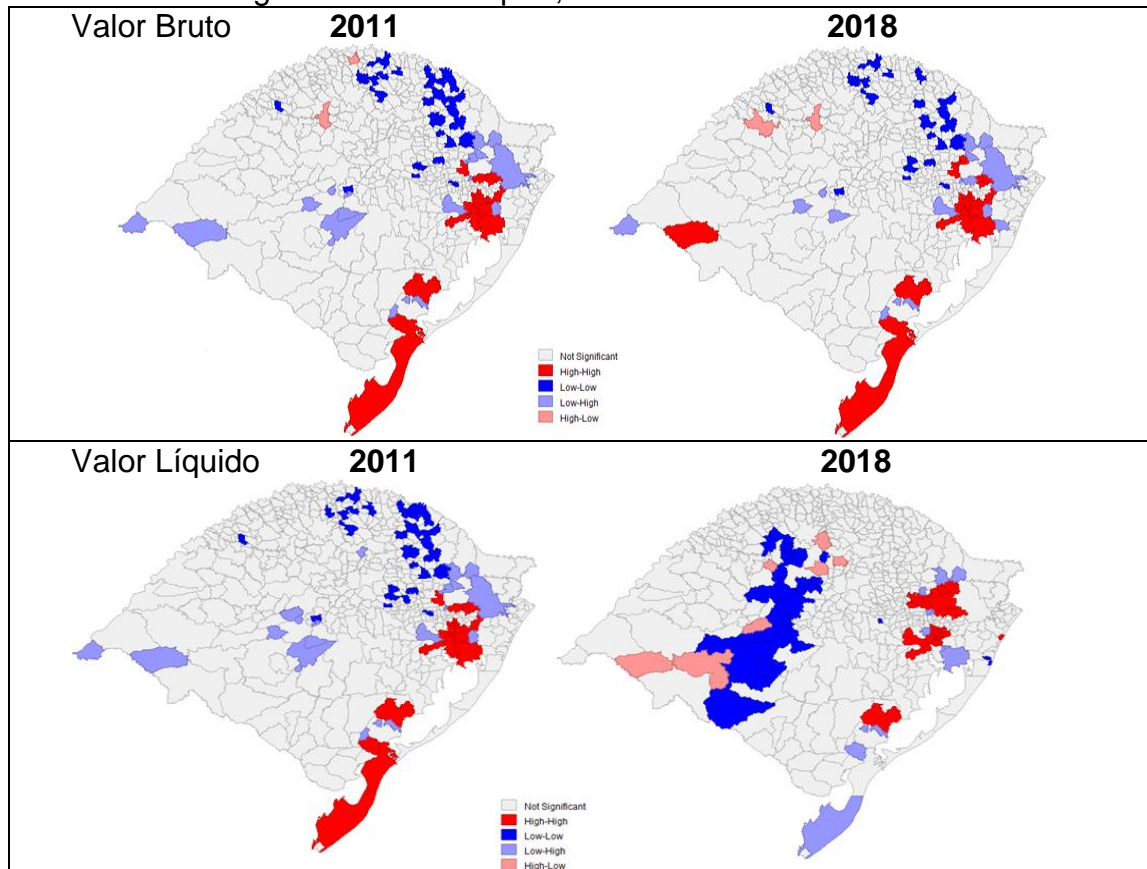 Valor Bruto 2011 2018
Not Significant
High-High
Low-Low
Low-High
High-Low
Valor Líquido 2011 2018
Not Significant
High-High
Low-Low
Low-High
High-Low